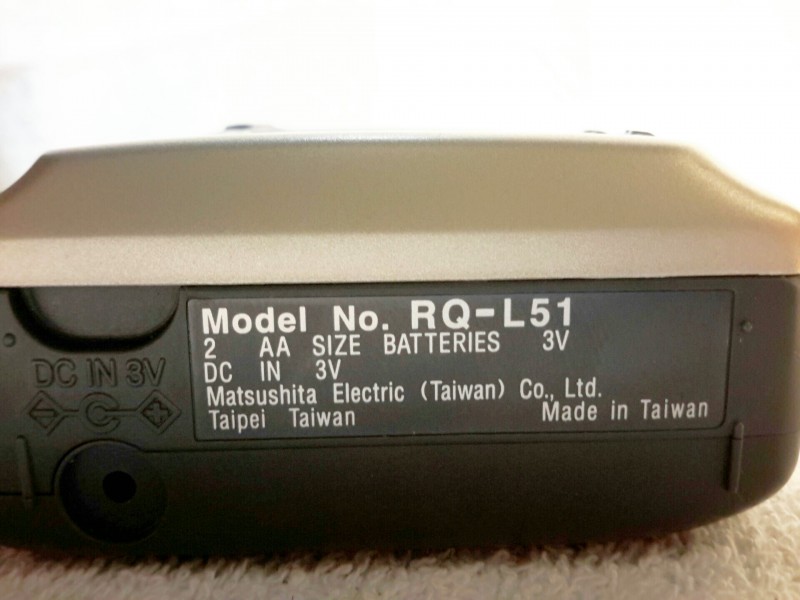 Model No. RQ-L51
2 AA SIZE BATTERIES 3V
DC IN 3V
Matsushita Electric (Taiwan) Co., Ltd.
Taipei Taiwan Made in Taiwan
DC IN 3V